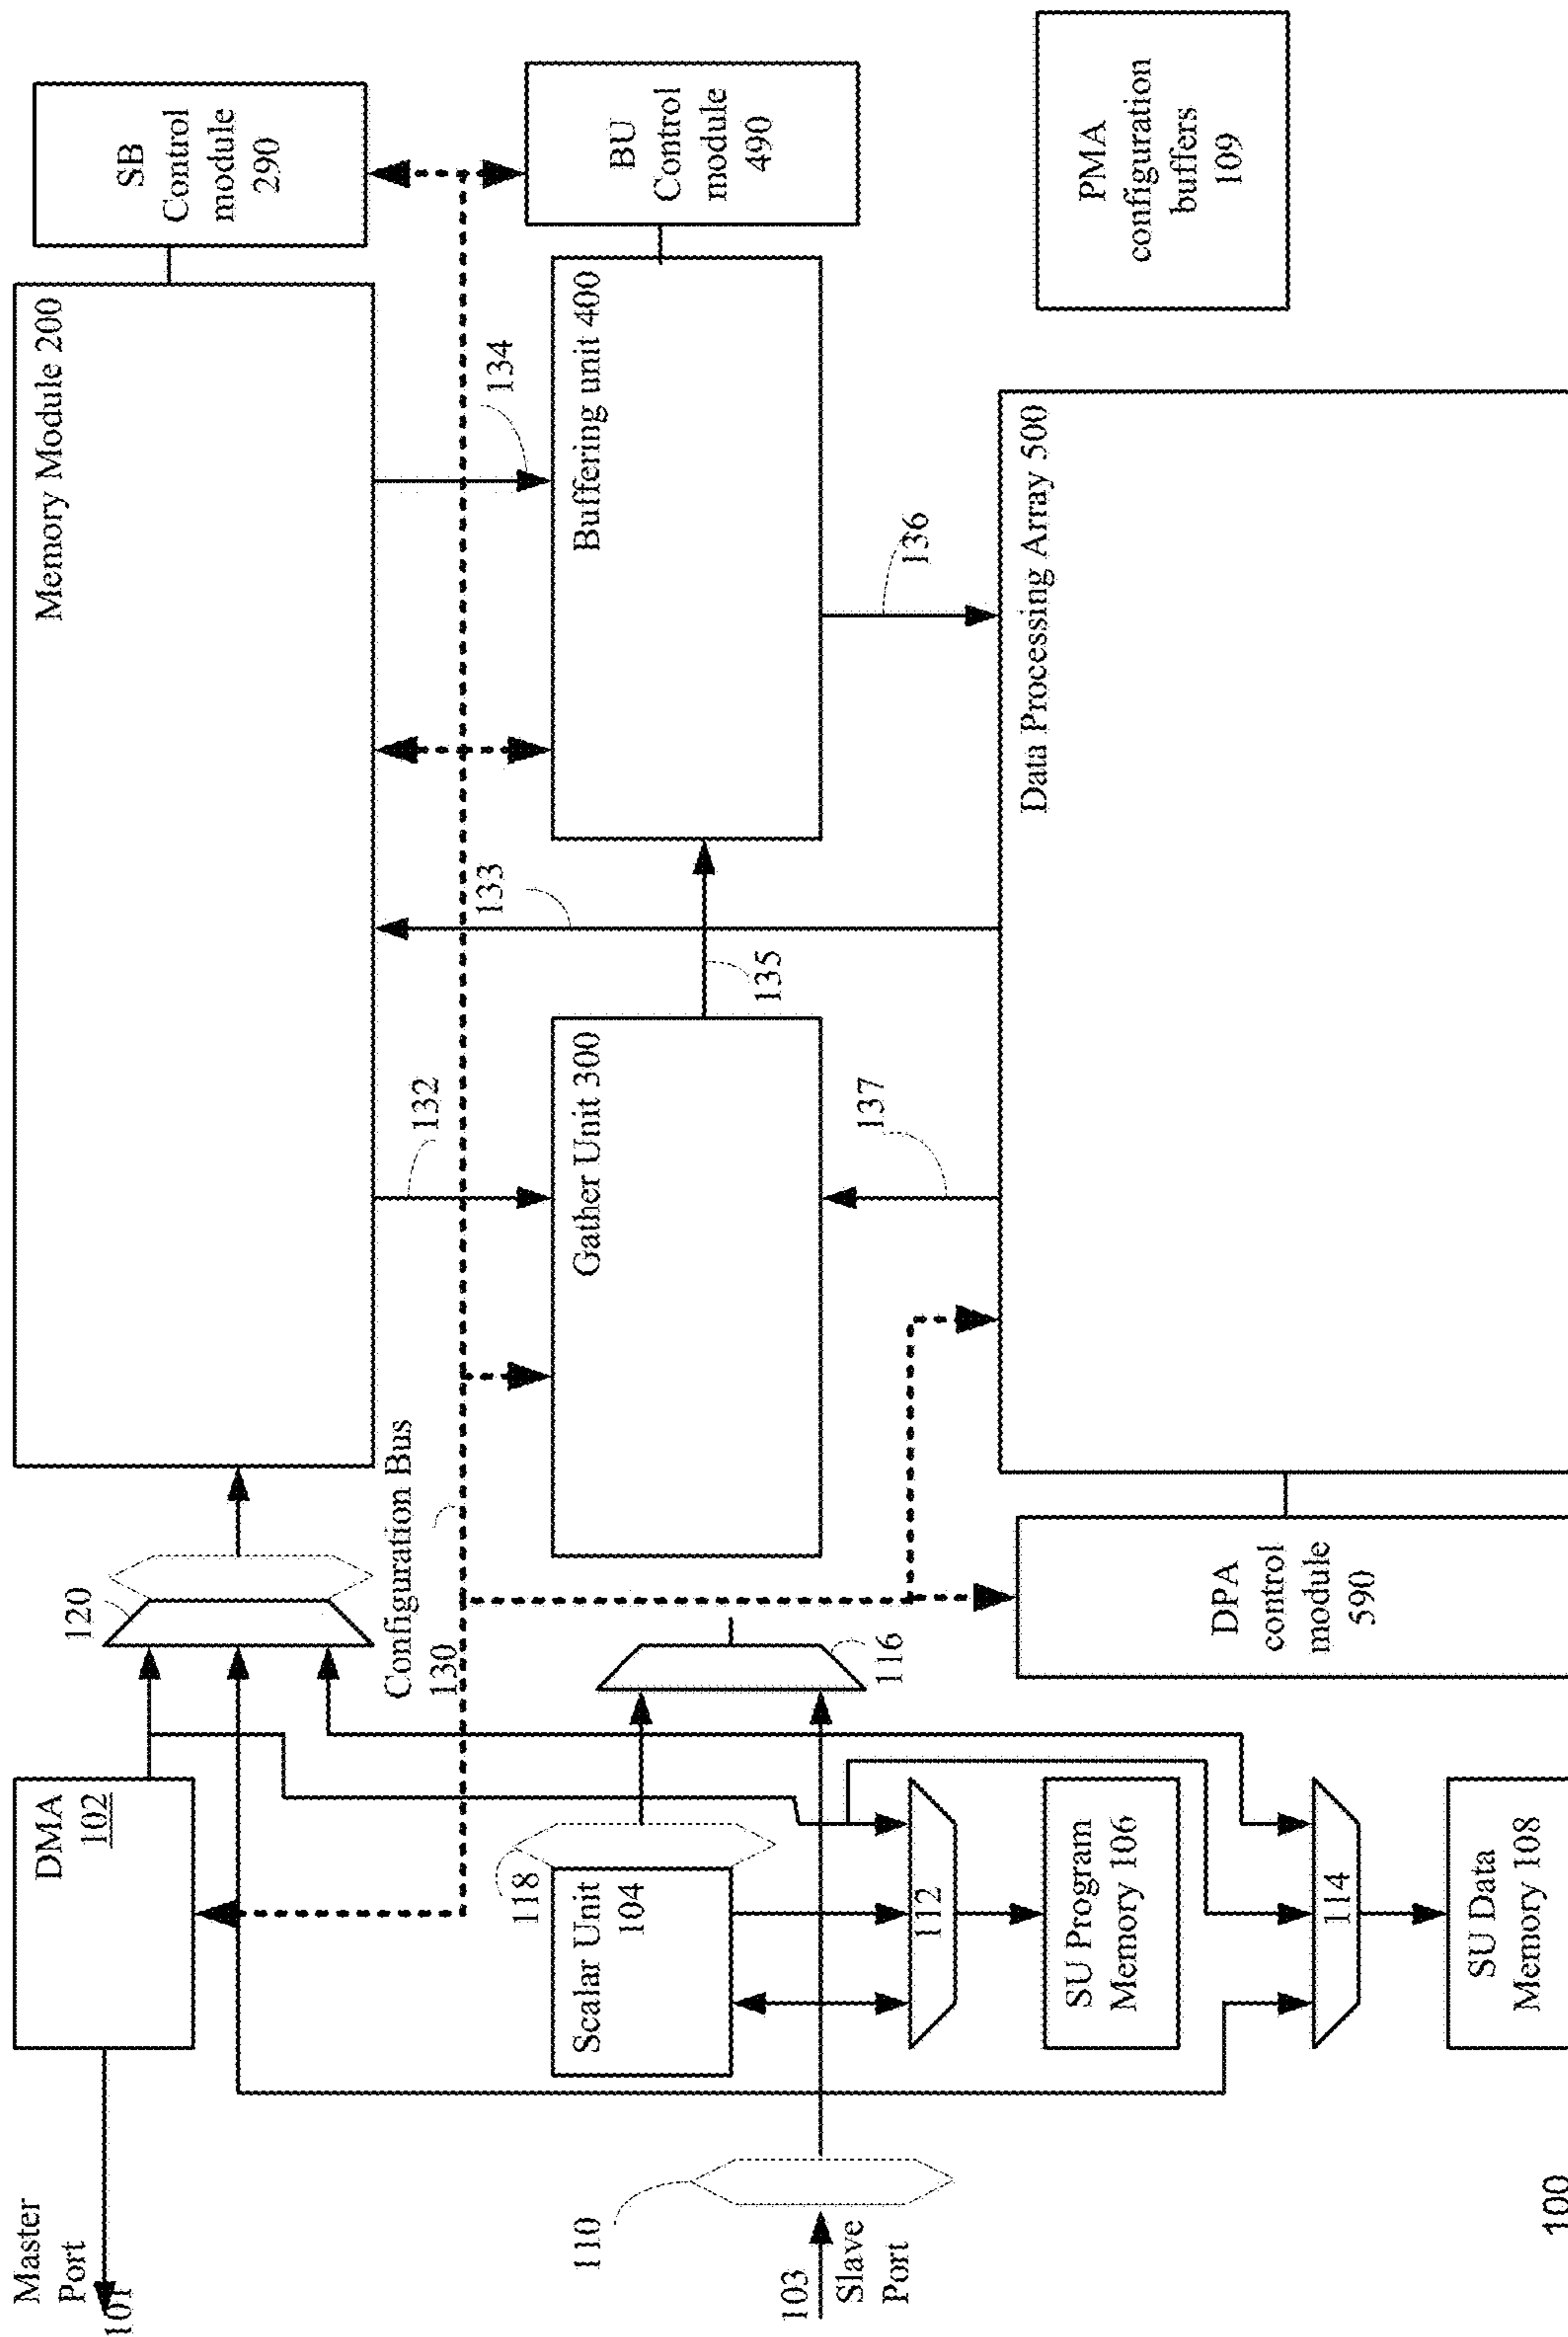 Master
Port
101
DMA
102
120
Memory Module 200
SB
Control
module
290
Configuration Bus
130
132
133
134
110
103
Slave
Port
118
Scalar Unit
104
116
Gather Unit 300
135
Buffering unit 400
BU
Control
module
490
112
137
136
SU Program
Memory 106
114
SU Data
Memory 108
DPA
control
module
590
Data Processing Array 500
PMA
configuration
buffers
109
100